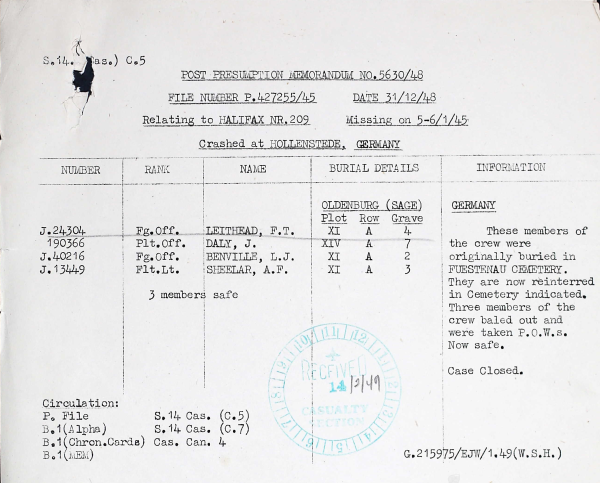 S.14. (Cas.) C.5
POST PRESUMPTION MEMORANDUM NO.5630/48
FILE NUMBER P.427255/45 DATE 31/12/48
Relating to HALIFAX NR.209 Missing on 5-6/1/45
Crashed at HOLLENSTEDE, GERMANY
NUMBER RANK NAME BURIAL DETAILS INFORMATION
OLDENBURG (SAGE) GERMANY
Plot Row Grave
J.24304 Fg.Off. LEITHEAD, F.T. XI A 4 These members of
190366 Plt.Off. DALY, J. XIV A 7 the crew were
J.40216 Fg.Off. BENVILLE, L.J. XI A 2 originally buried in
J.13449 Flt.Lt. SHEELAR, A.F. XI A 3 FUESTENAU CEMETERY.
They are now reinterred
3 members safe in Cemetery indicated.
Three members of the
crew baled out and
were taken P.O.W.s.
Now safe.
Case Closed.
RECEIVED
14/2/49
CASUALTY
SECTION
Circulation:
P. File S.14 Cas. (C.5)
B.1(Alpha) S.14 Cas. (C.7)
B.1(Chron.Cards) Cas. Can. 4
B.1(MEM) G.215975/EJW/1.49(W.S.H.)